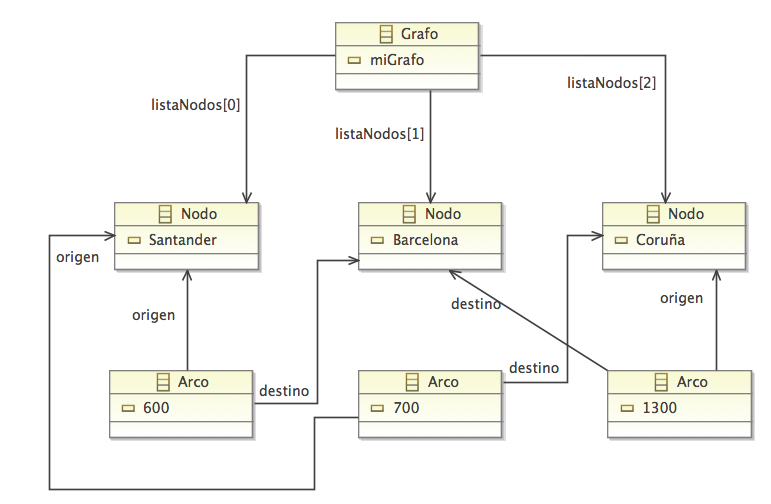 Grafo
miGrafo
listaNodos[0]
listaNodos[1]
listaNodos[2]
Nodo
Santander
Nodo
Barcelona
Nodo
Coruña
origen
origen
destino
destino
destino
origen
Arco
600
Arco
700
Arco
1300